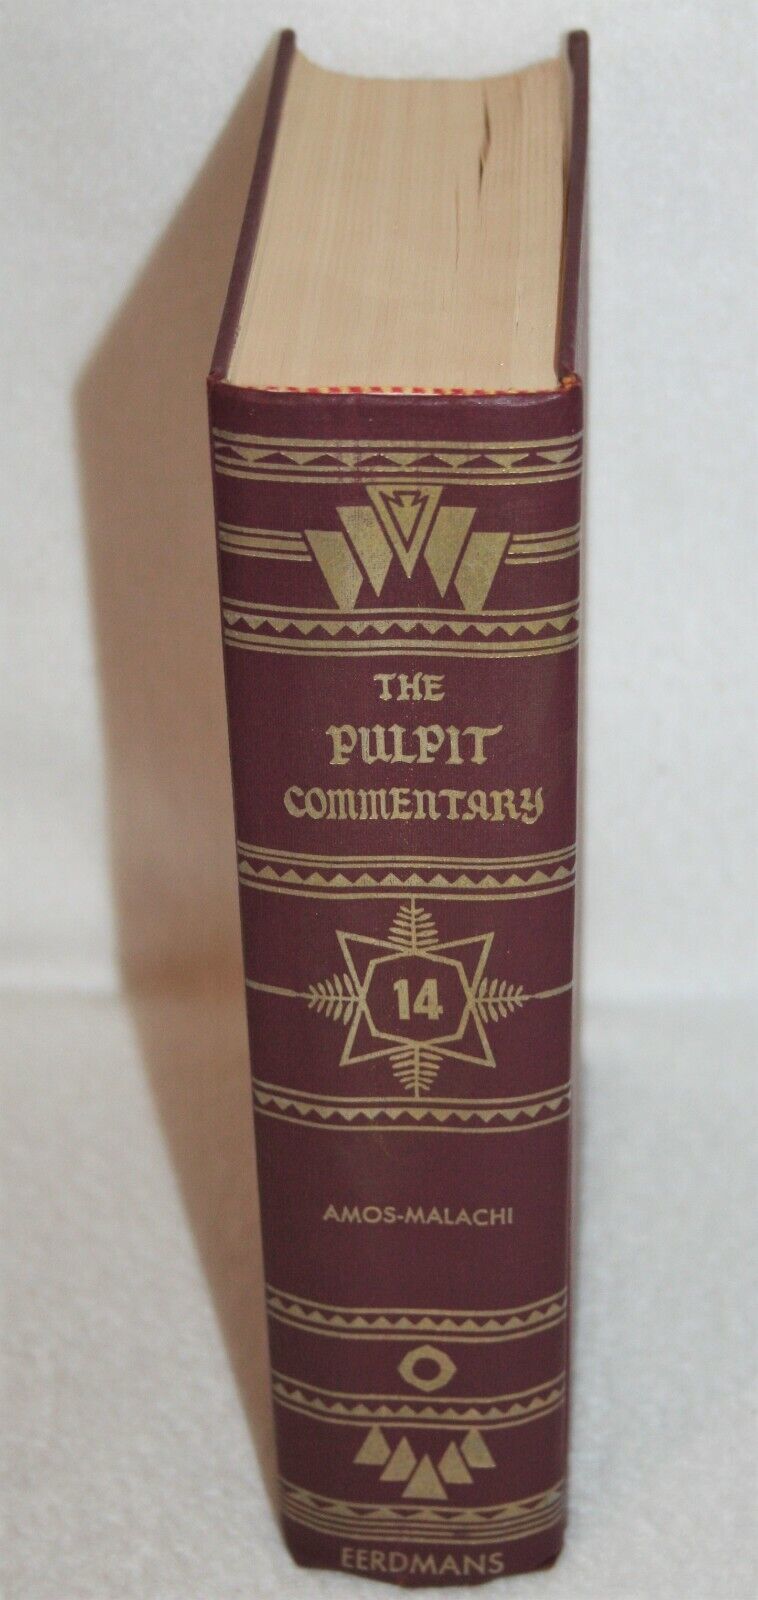 THE
PULPIT
COMMENTARY
14
AMOS-MALACHI
EERDMANS